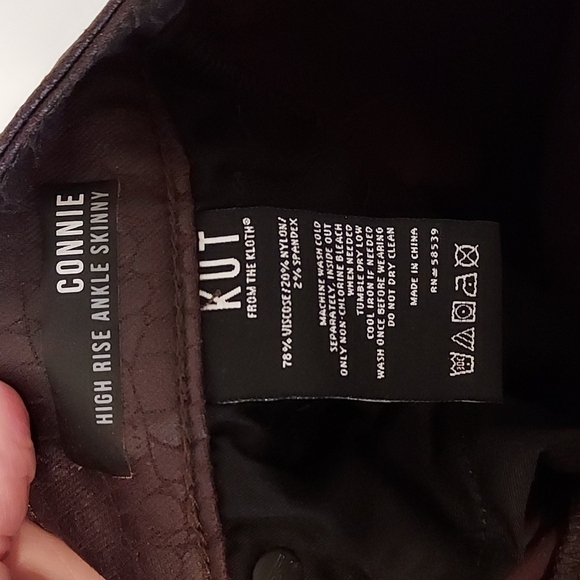 CONNIE
HIGH RISE ANKLE SKINNY
KUT
FROM THE KLOTH®
78% VISCOSE/20% NYLON/
2% SPANDEX
MACHINE WASH COLD
SEPARATELY, INSIDE OUT
ONLY NON-CHLORINE BLEACH
WHEN NEEDED
TUMBLE DRY LOW
COOL IRON IF NEEDED
WASH ONCE BEFORE WEARING
DO NOT DRY CLEAN
MADE IN CHINA
RN# 58539